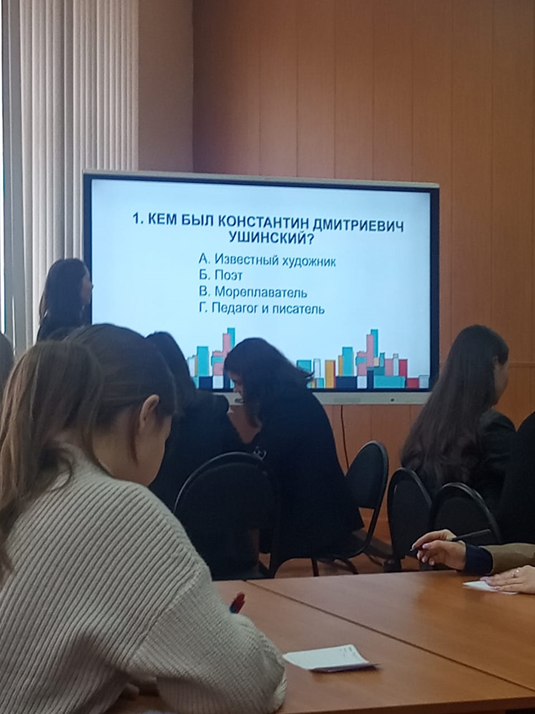 1. КЕМ БЫЛ КОНСТАНТИН ДМИТРИЕВИЧ
УШИНСКИЙ?
А. Известный художник
Б. Поэт
В. Мореплаватель
Г. Педагог и писатель